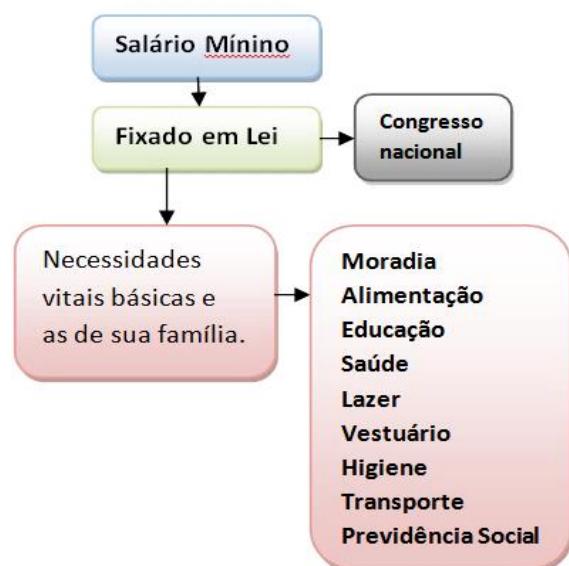 Salário Mínino
Fixado em Lei
Congresso
nacional
Necessidades
vitais básicas e
as de sua família.
Moradia
Alimentação
Educação
Saúde
Lazer
Vestuário
Higiene
Transporte
Previdência Social